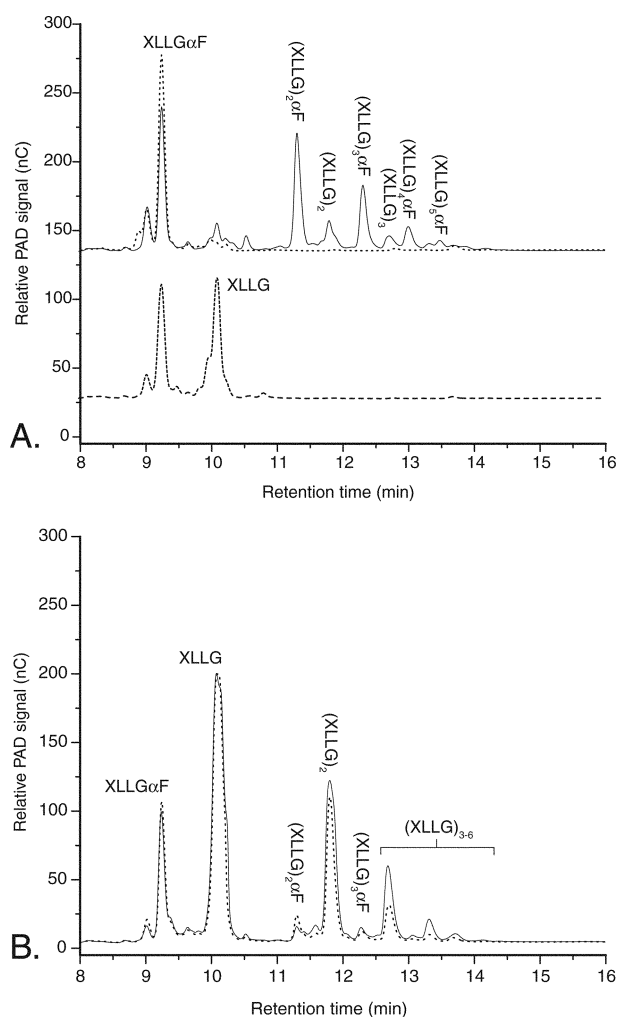 300
250
200
150
100
50
0
Relative PAD signal (nC)
XLLGαF
(XLLG)2αF
(XLLG)2
(XLLG)3αF
(XLLG)3
(XLLG)4αF
(XLLG)5αF
XLLG
A.
8 9 10 11 12 13 14 15 16
Retention time (min)
300
250
200
150
100
50
0
Relative PAD signal (nC)
XLLGαF
XLLG
(XLLG)2αF
(XLLG)2
(XLLG)3αF
(XLLG)3-6
B.
8 9 10 11 12 13 14 15 16
Retention time (min)